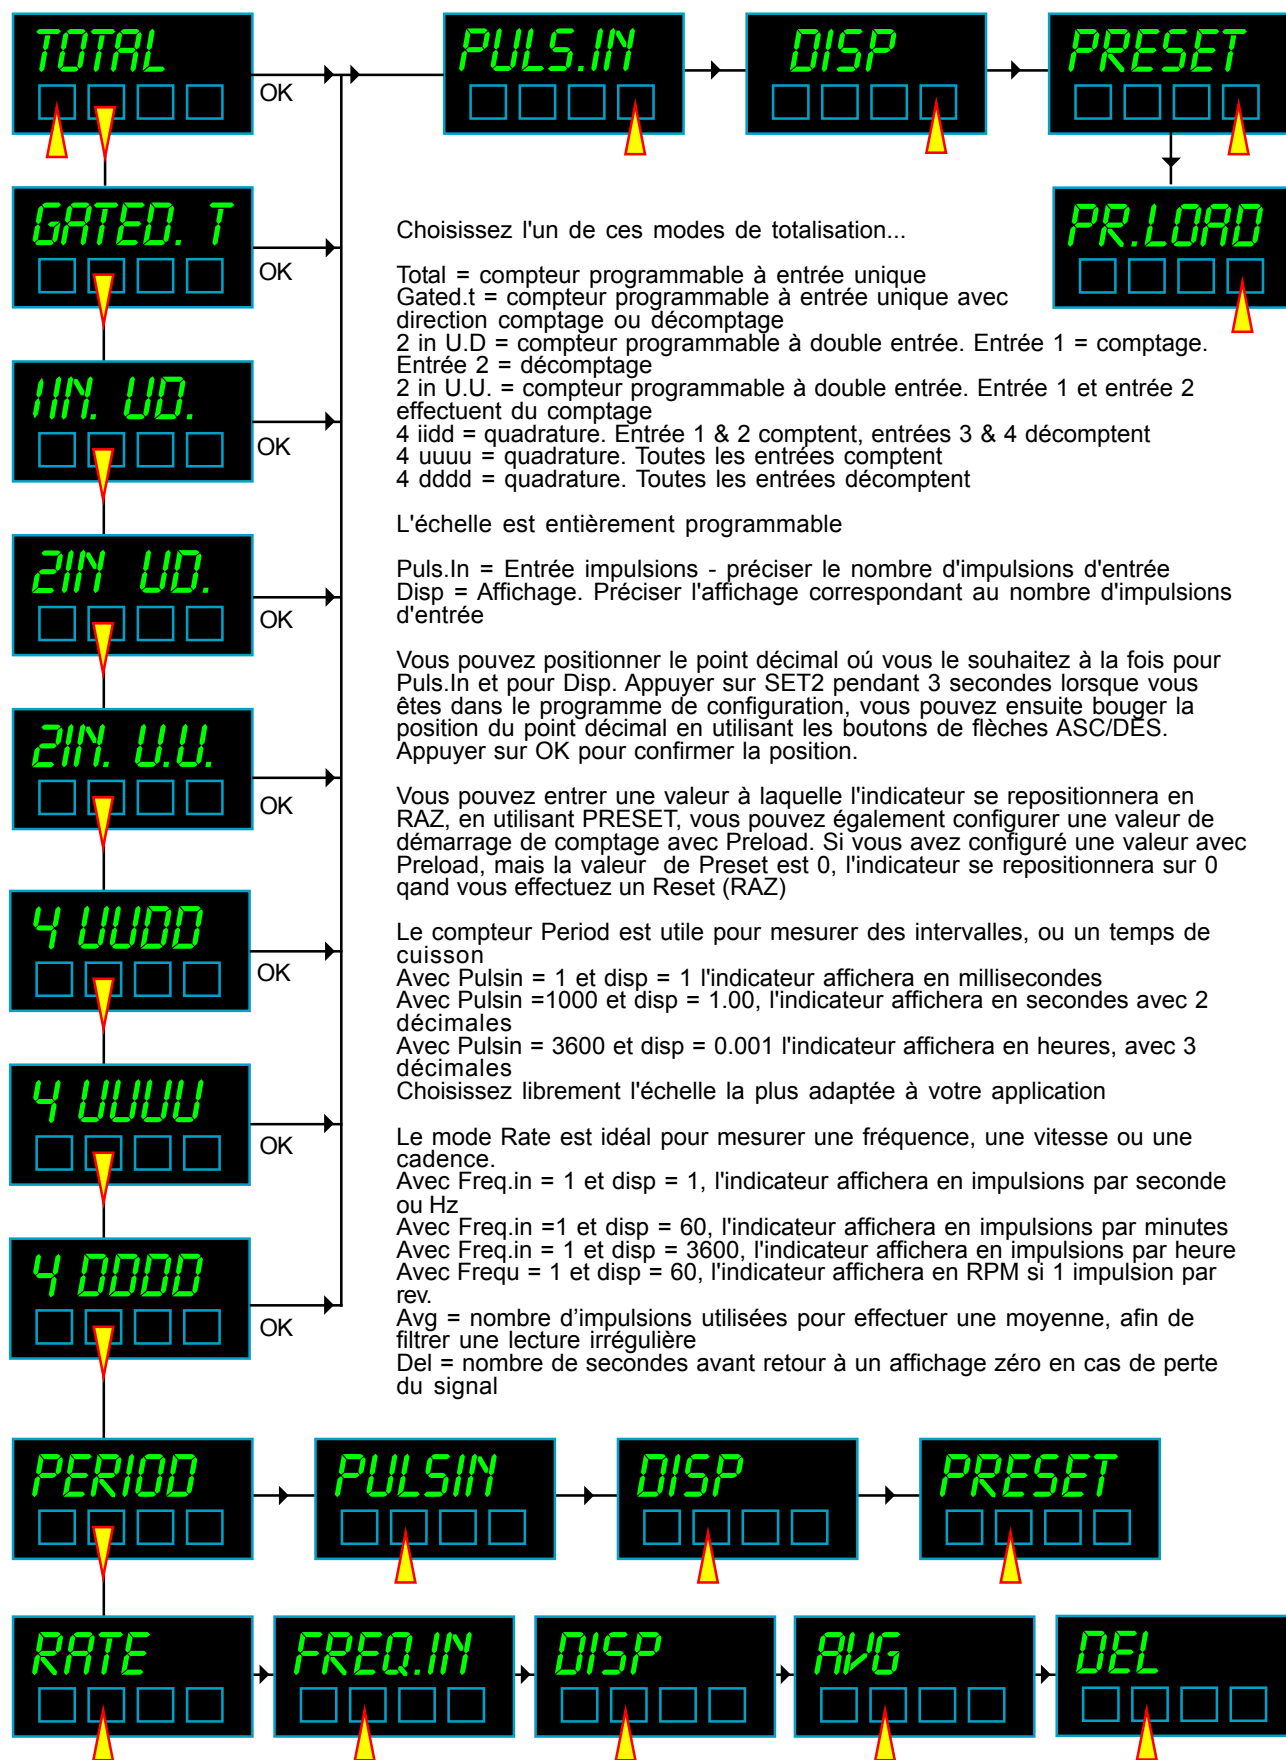 TOTAL
OK
PULS.IN
DISP
PRESET
GATED. T
OK
PR.LOAD
1IN. UD.
OK
2IN UD.
OK
2IN. U.U.
OK
4 UUDD
OK
4 UUUU
OK
4 DDDD
OK
Choisissez l'un de ces modes de totalisation...
Total = compteur programmable à entrée unique
Gated.t = compteur programmable à entrée unique avec
direction comptage ou décomptage
2 in U.D = compteur programmable à double entrée. Entrée 1 = comptage.
Entrée 2 = décomptage
2 in U.U. = compteur programmable à double entrée. Entrée 1 et entrée 2
effectuent du comptage
4 iidd = quadrature. Entrée 1 & 2 comptent, entrées 3 & 4 décomptent
4 uuuu = quadrature. Toutes les entrées comptent
4 dddd = quadrature. Toutes les entrées décomptent
L'échelle est entièrement programmable
Puls.In = Entrée impulsions - préciser le nombre d'impulsions d'entrée
Disp = Affichage. Préciser l'affichage correspondant au nombre d'impulsions
d'entrée
Vous pouvez positionner le point décimal oú vous le souhaitez à la fois pour
Puls.In et pour Disp. Appuyer sur SET2 pendant 3 secondes lorsque vous
êtes dans le programme de configuration, vous pouvez ensuite bouger la
position du point décimal en utilisant les boutons de flèches ASC/DES.
Appuyer sur OK pour confirmer la position.
Vous pouvez entrer une valeur à laquelle l'indicateur se repositionnera en
RAZ, en utilisant PRESET, vous pouvez également configurer une valeur de
démarrage de comptage avec Preload. Si vous avez configuré une valeur avec
Preload, mais la valeur de Preset est 0, l'indicateur se repositionnera sur 0
qand vous effectuez un Reset (RAZ)
Le compteur Period est utile pour mesurer des intervalles, ou un temps de
cuisson
Avec Pulsin = 1 et disp = 1 l'indicateur affichera en millisecondes
Avec Pulsin =1000 et disp = 1.00, l'indicateur affichera en secondes avec 2
décimales
Avec Pulsin = 3600 et disp = 0.001 l'indicateur affichera en heures, avec 3
décimales
Choisissez librement l'échelle la plus adaptée à votre application
Le mode Rate est idéal pour mesurer une fréquence, une vitesse ou une
cadence.
Avec Freq.in = 1 et disp = 1, l'indicateur affichera en impulsions par seconde
ou Hz
Avec Freq.in =1 et disp = 60, l'indicateur affichera en impulsions par minutes
Avec Freq.in = 1 et disp = 3600, l'indicateur affichera en impulsions par heure
Avec Frequ = 1 et disp = 60, l'indicateur affichera en RPM si 1 impulsion par
rev.
Avg = nombre d’impulsions utilisées pour effectuer une moyenne, afin de
filtrer une lecture irrégulière
Del = nombre de secondes avant retour à un affichage zéro en cas de perte
du signal
PERIOD
PULSIN
DISP
PRESET
RATE
FREQ.IN
DISP
AVG
DEL